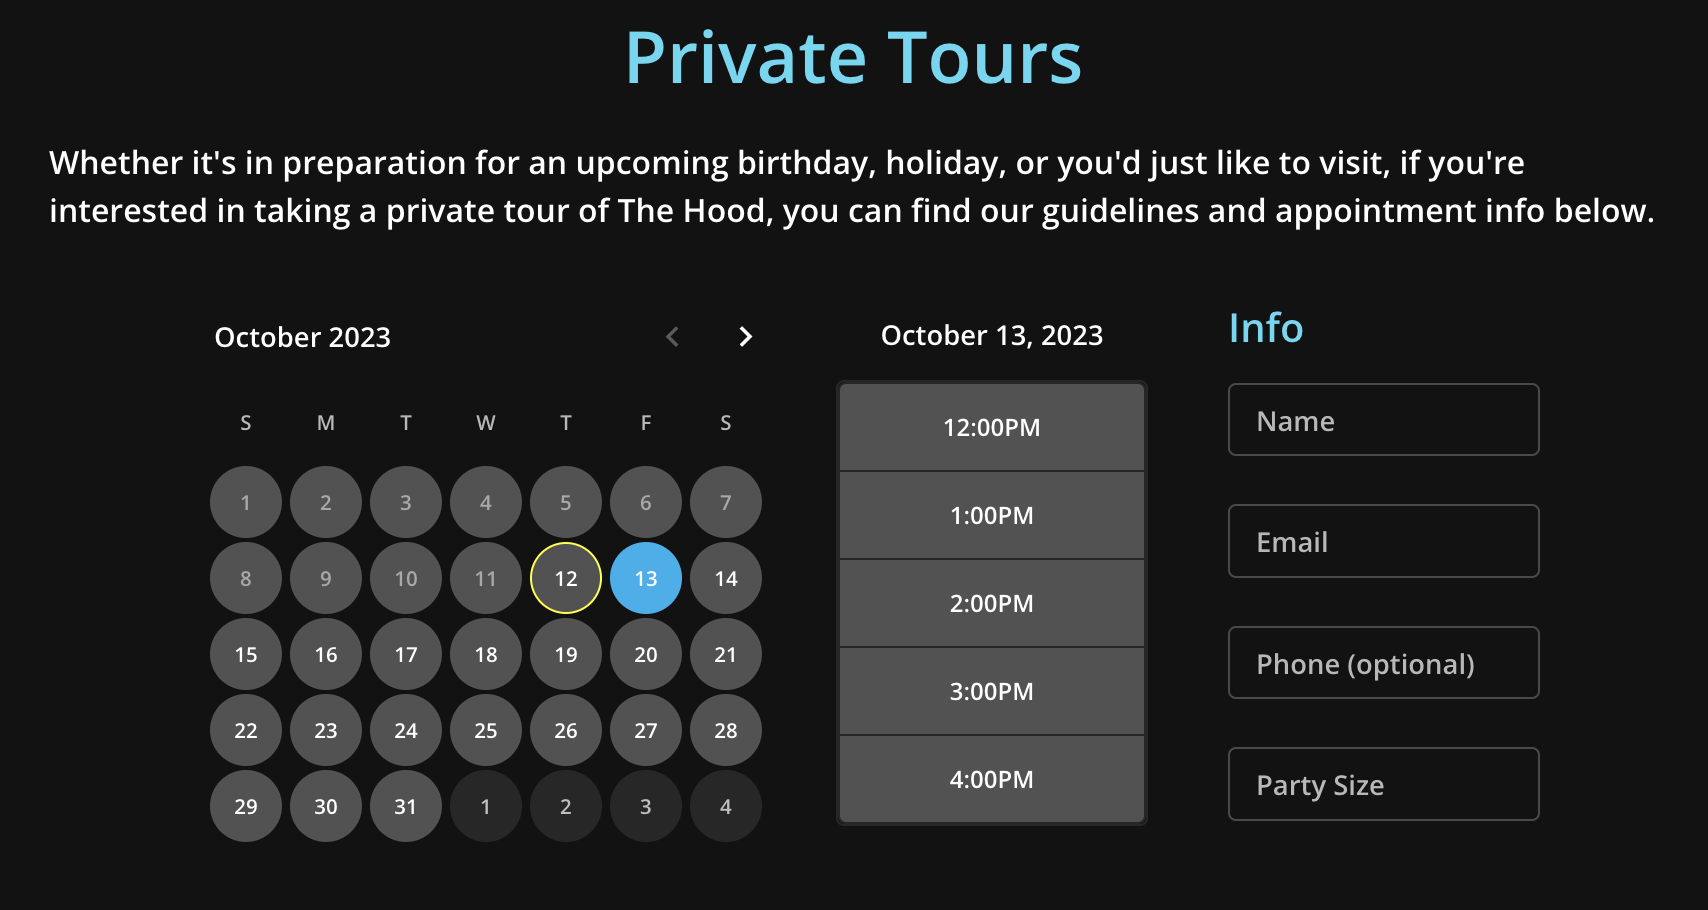 Private Tours
Whether it's in preparation for an upcoming birthday, holiday, or you'd just like to visit, if you're
interested in taking a private tour of The Hood, you can find our guidelines and appointment info below.
October 2023
S M T W T F S
1 2 3 4 5 6 7
8 9 10 11 12 13 14
15 16 17 18 19 20 21
22 23 24 25 26 27 28
29 30 31 1 2 3 4
October 13, 2023
12:00PM
1:00PM
2:00PM
3:00PM
4:00PM
Info
Name
Email
Phone (optional)
Party Size